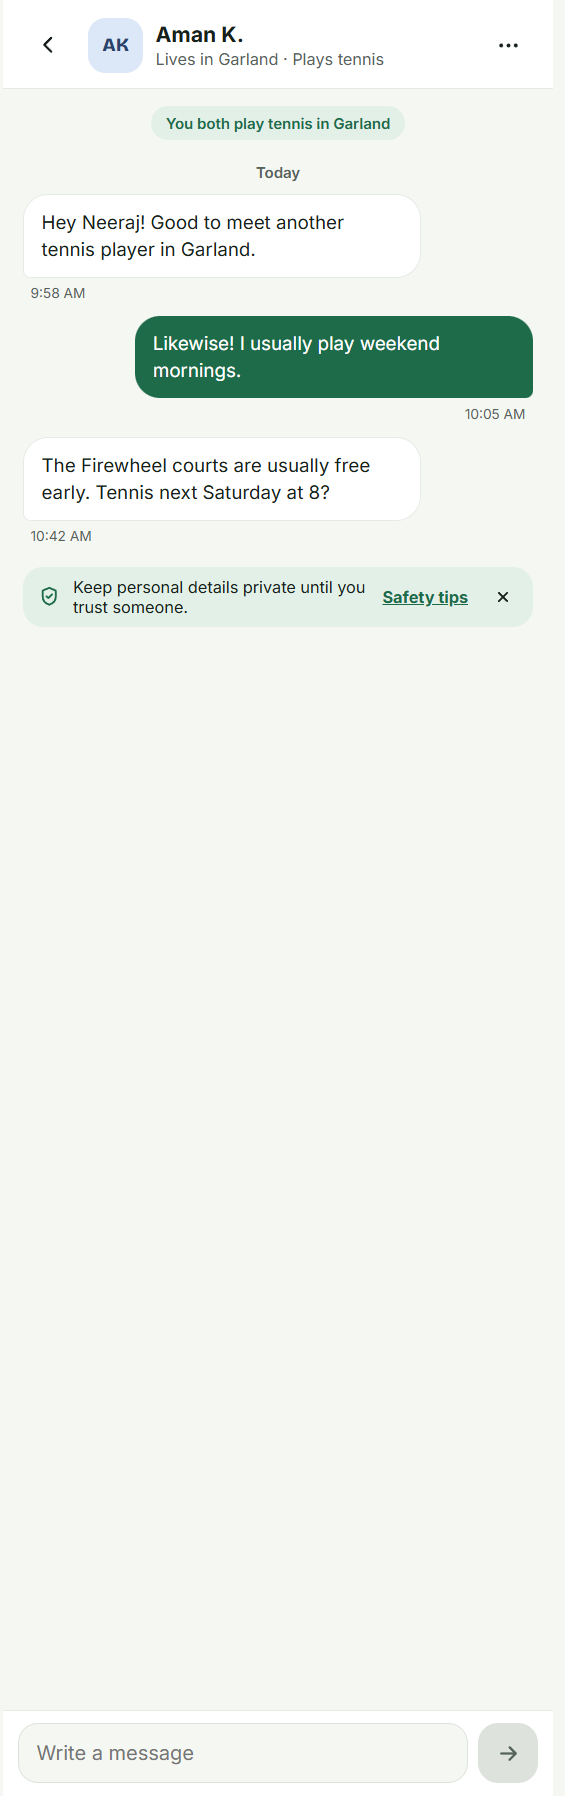 AK
Aman K.
Lives in Garland · Plays tennis
You both play tennis in Garland
Today
Hey Neeraj! Good to meet another
tennis player in Garland.
9:58 AM
Likewise! I usually play weekend
mornings.
10:05 AM
The Firewheel courts are usually free
early. Tennis next Saturday at 8?
10:42 AM
Keep personal details private until you
trust someone.
Safety tips
Write a message